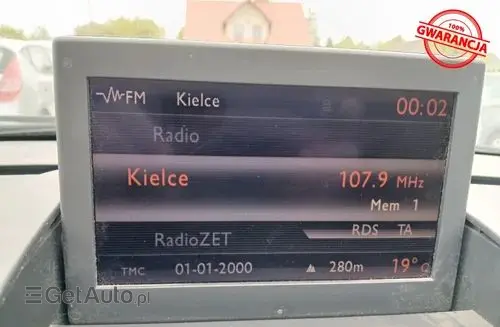 100%
GWARANCJA
FM Kielce 00:02
Radio
Kielce 107.9 MHz
Mem 1
RadioZET RDS TA
TMC 01-01-2000 280m 19° C
GetAuto.pl